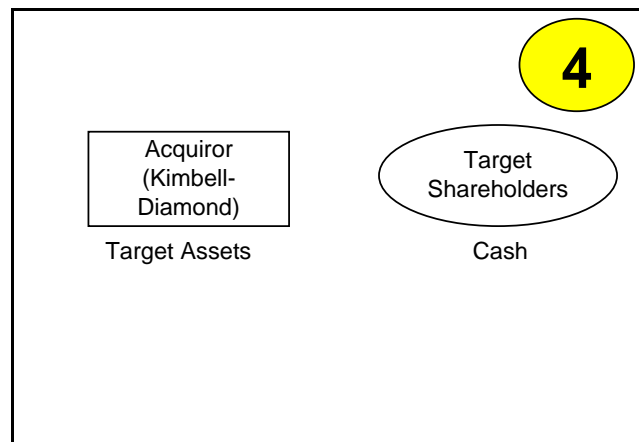 4
Acquiror
(Kimbell-
Diamond)
Target
Shareholders
Target Assets
Cash